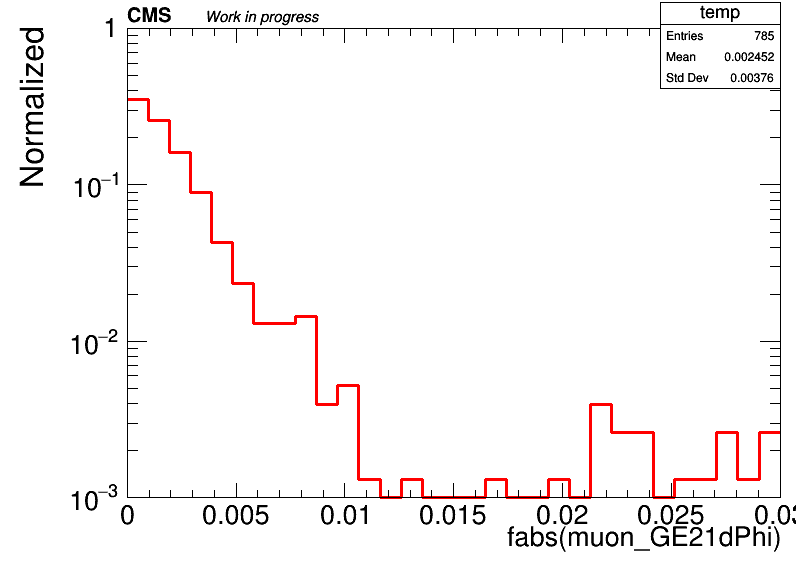 CMS Work in progress
temp
Entries 785
Mean 0.002452
Std Dev 0.00376
Normalized
1
10−1
10−2
10−3
0 0.005 0.01 0.015 0.02 0.025 0.03
fabs(muon_GE21dPhi)